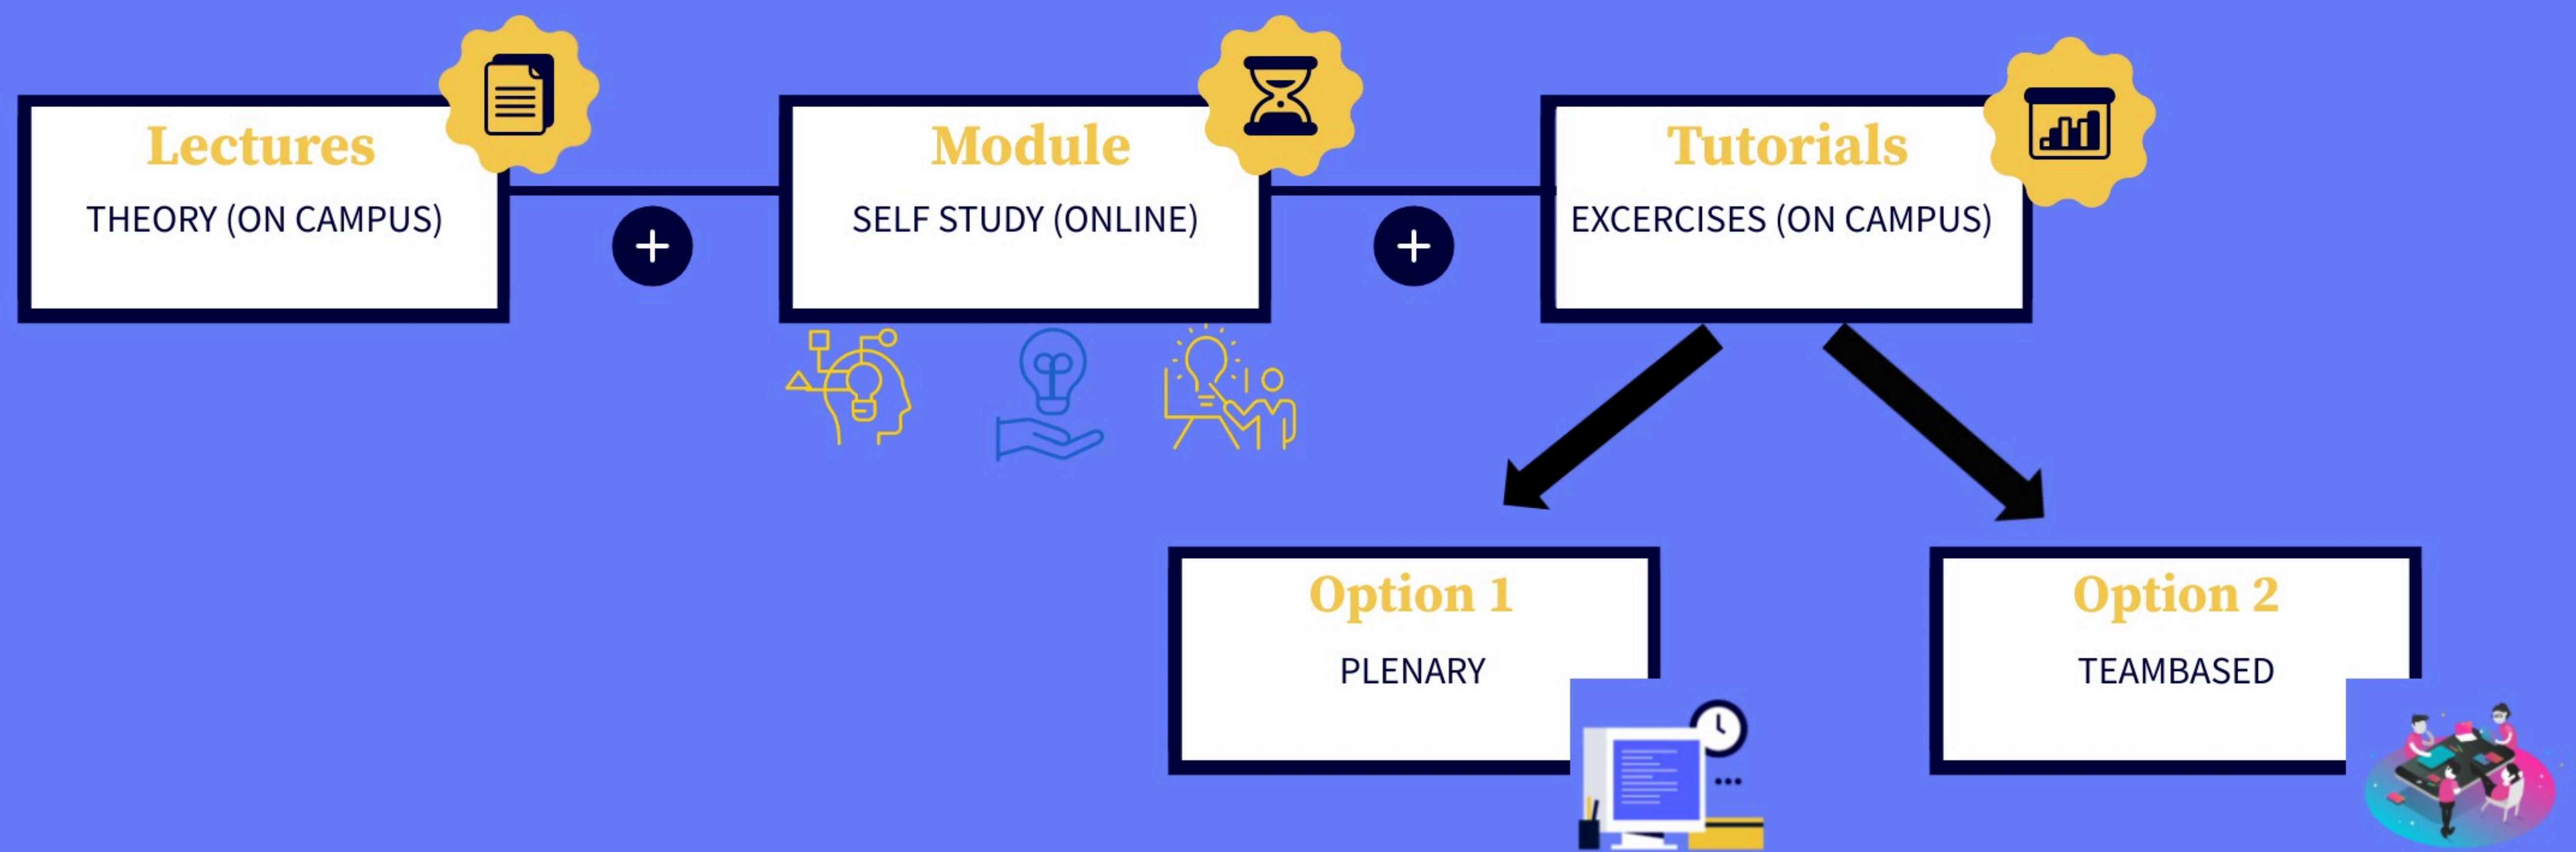 Lectures
THEORY (ON CAMPUS)
Module
SELF STUDY (ONLINE)
Tutorials
EXCERCISES (ON CAMPUS)
Option 1
PLENARY
Option 2
TEAMBASED